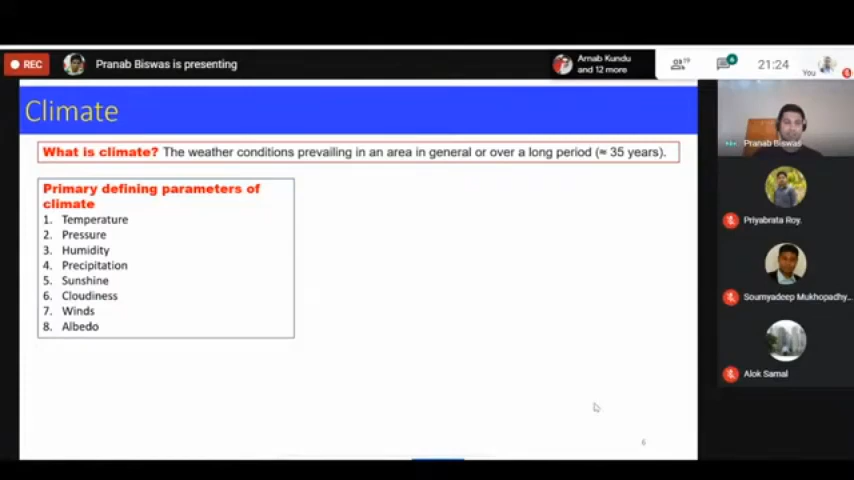 REC
Pranab Biswas is presenting
Arnab Kundu
and 12 more
19
6
21:24
You
Climate
What is climate? The weather conditions prevailing in an area in general or over a long period (≈ 35 years).
Primary defining parameters of
climate
1. Temperature
2. Pressure
3. Humidity
4. Precipitation
5. Sunshine
6. Cloudiness
7. Winds
8. Albedo
6
Pranab Biswas
Priyabrata Roy.
Soumyadeep Mukhopadhy...
Alok Samal